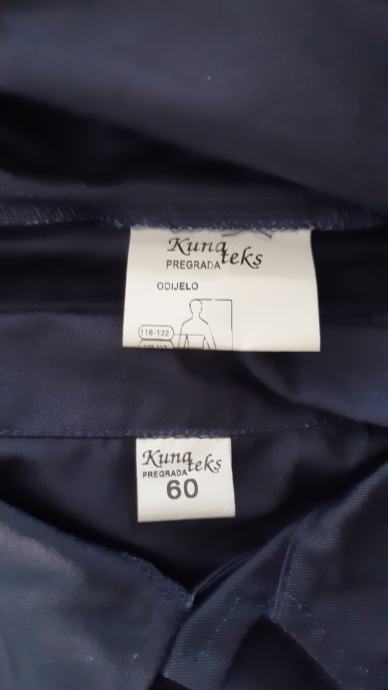 Kuna teks
PREGRADA
ODIJELO
116-122
Kuna teks
PREGRADA
60